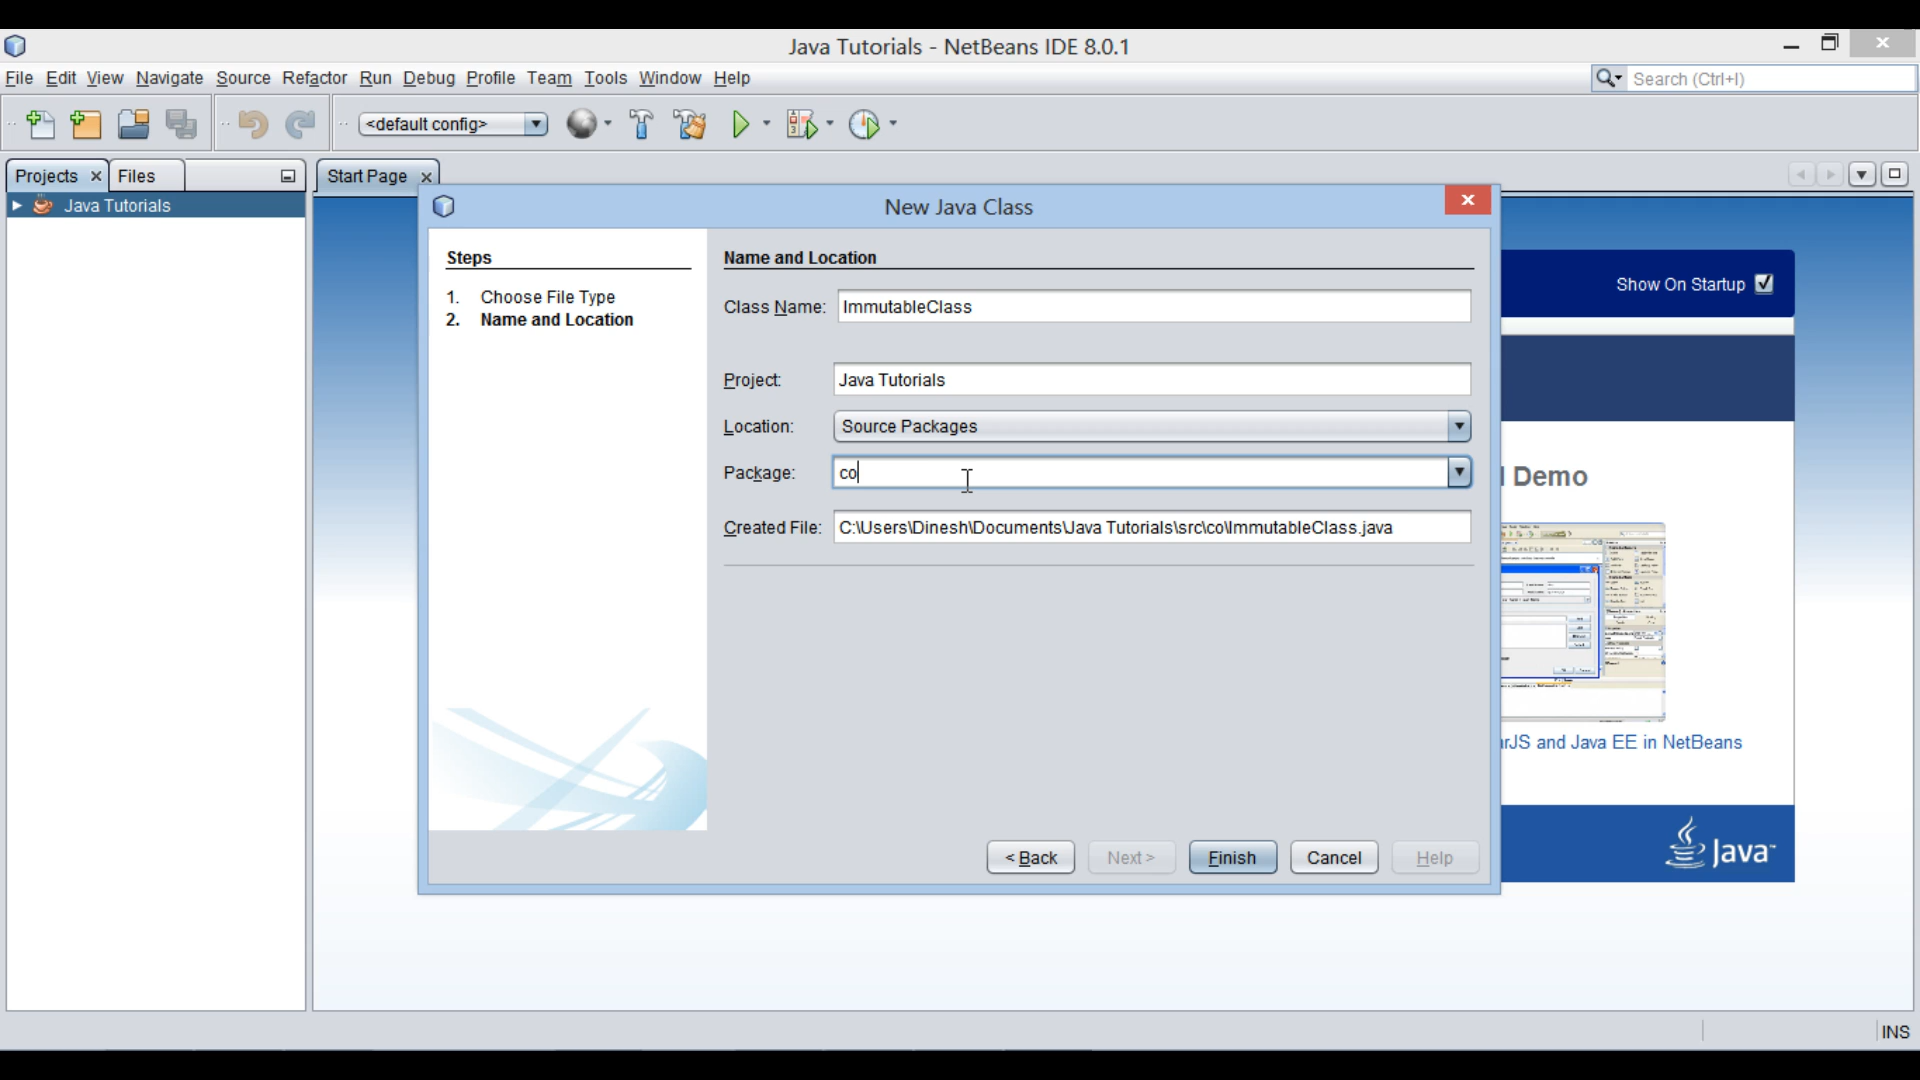 Java Tutorials - NetBeans IDE 8.0.1
File Edit View Navigate Source Refactor Run Debug Profile Team Tools Window Help
Search (Ctrl+I)
<default config>
Projects
Files
Start Page
Java Tutorials
New Java Class
Steps
1. Choose File Type
2. Name and Location
Name and Location
Class Name: ImmutableClass
Project: Java Tutorials
Location: Source Packages
Package: co
Created File: C:\Users\Dinesh\Documents\Java Tutorials\src\co\ImmutableClass.java
< Back
Next >
Finish
Cancel
Help
Show On Startup
Demo
and Java EE in NetBeans
Java
INS